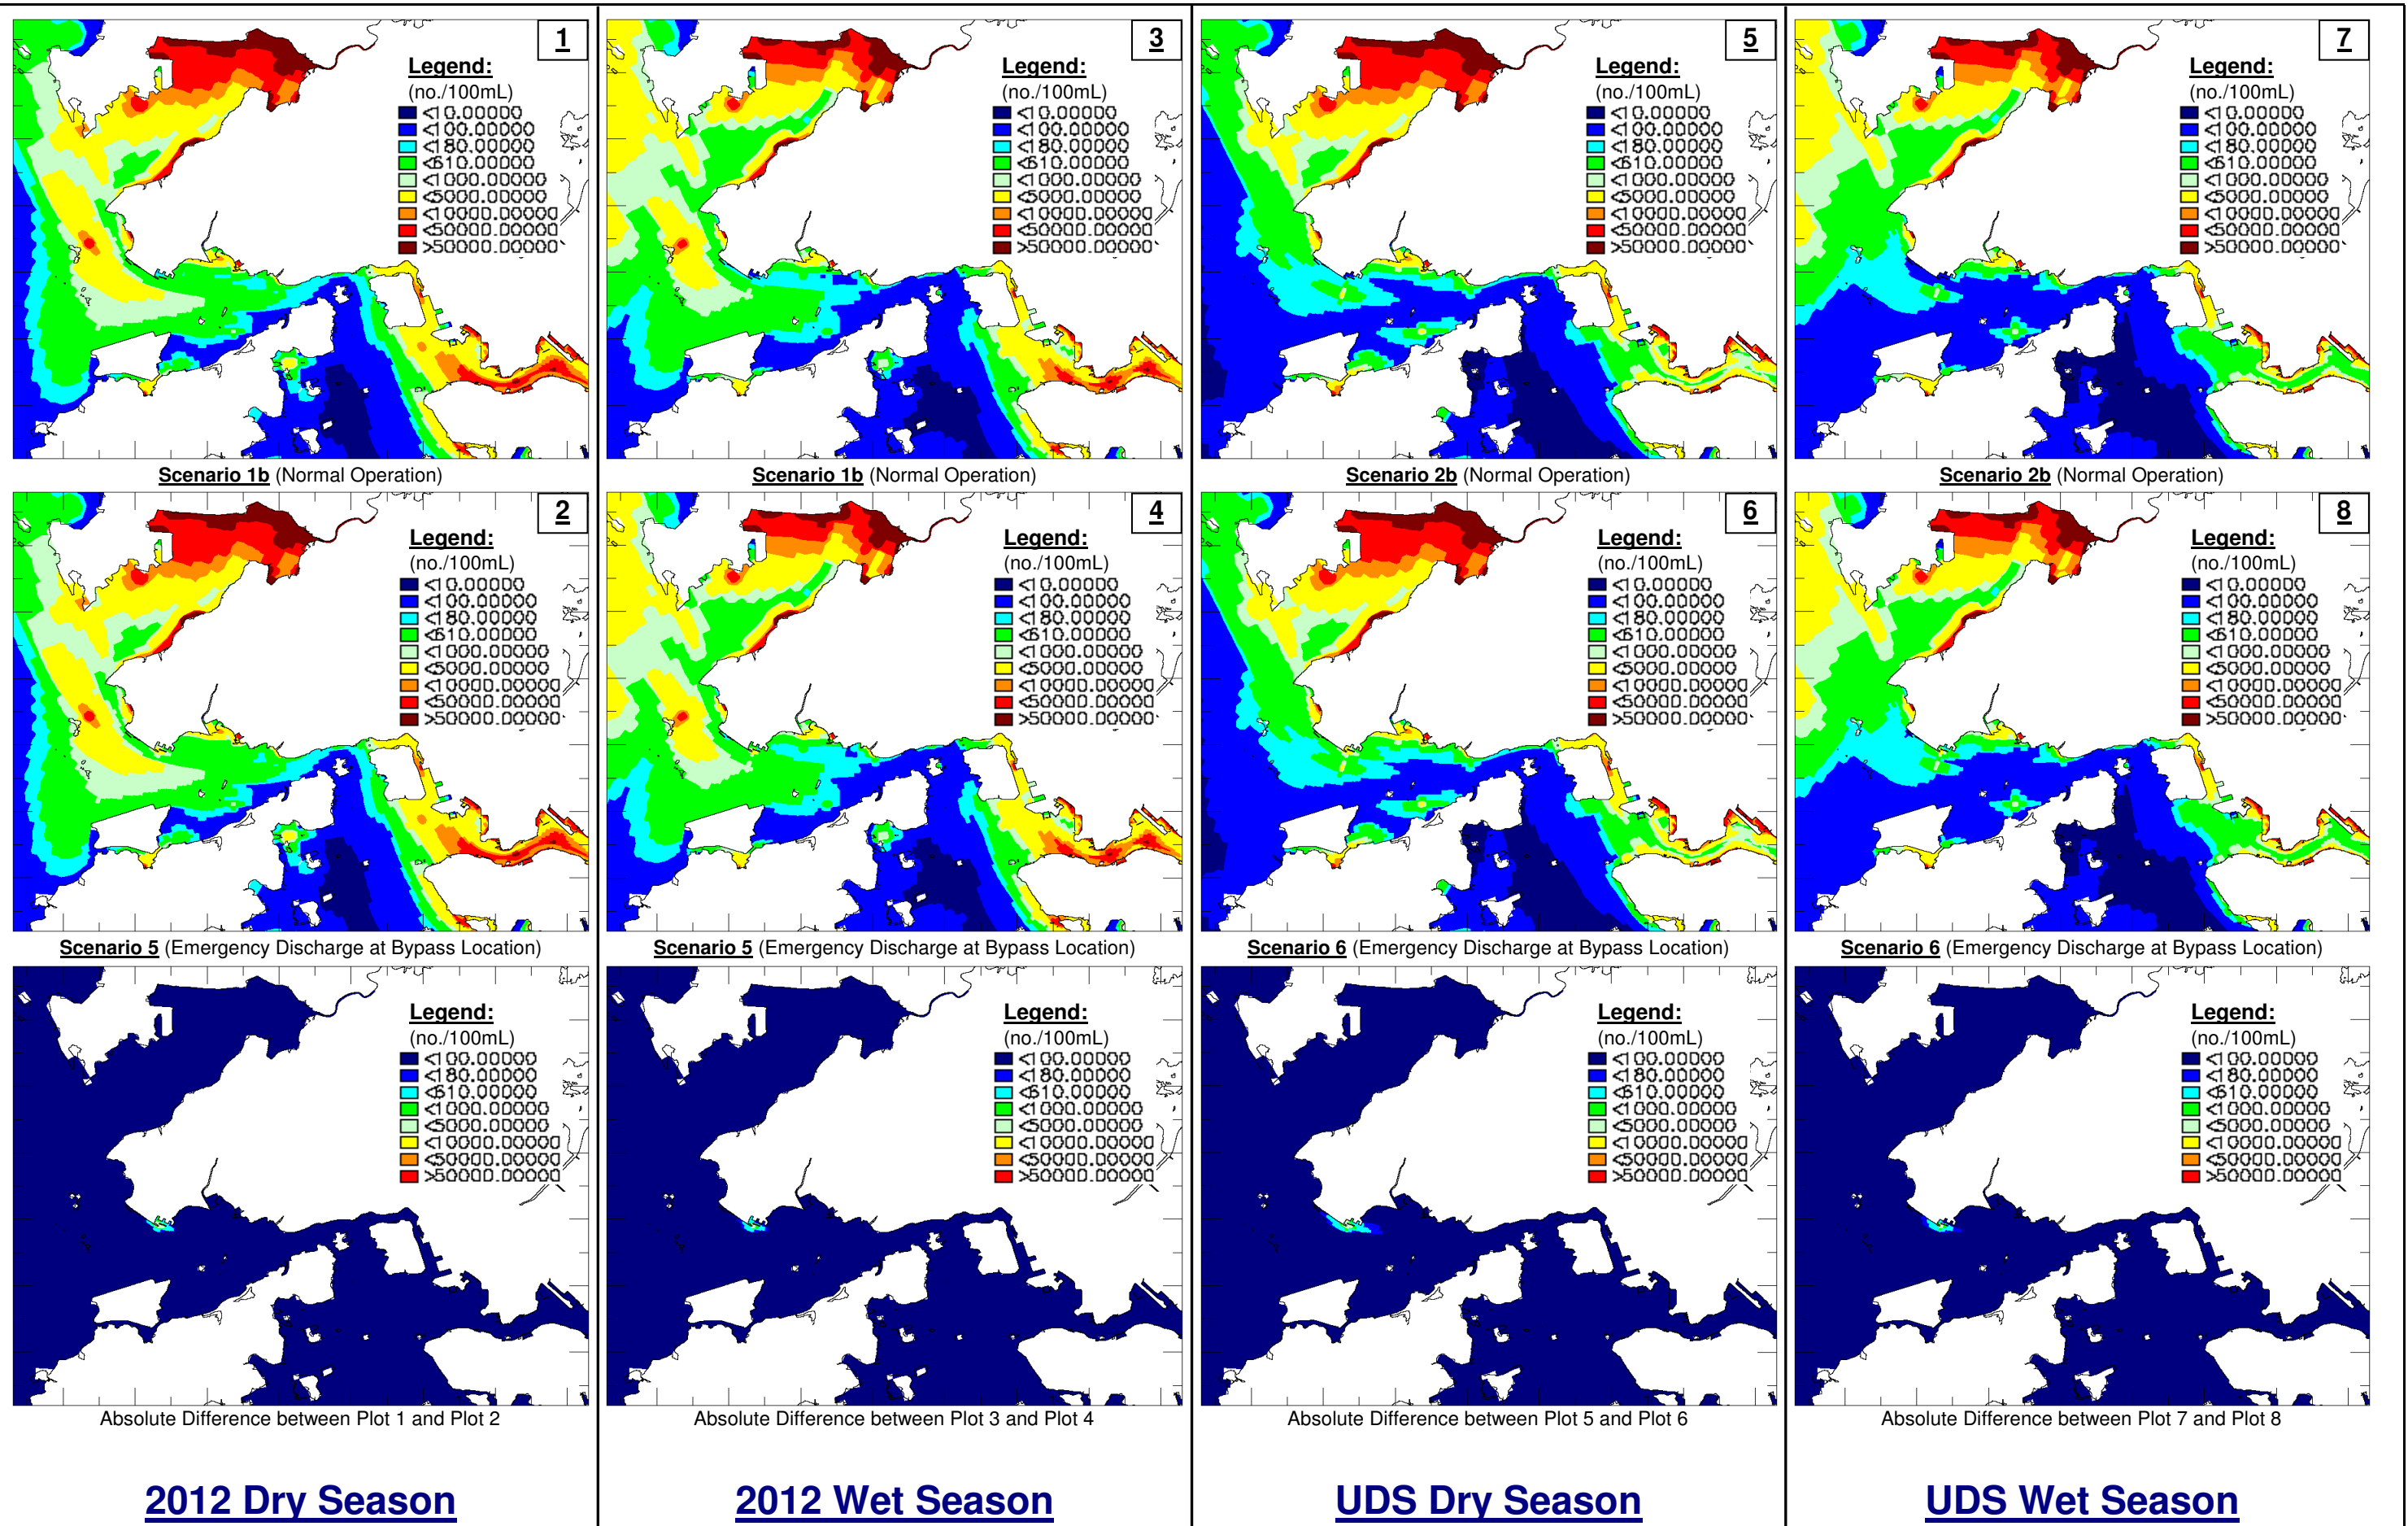 1
Legend:
(no./100mL)
<10.00000
<100.00000
<180.00000
<610.00000
<1000.00000
<5000.00000
<10000.00000
<50000.00000
>50000.00000
Scenario 1b (Normal Operation)
2
Legend:
(no./100mL)
<10.00000
<100.00000
<180.00000
<610.00000
<1000.00000
<5000.00000
<10000.00000
<50000.00000
>50000.00000
Scenario 5 (Emergency Discharge at Bypass Location)
Legend:
(no./100mL)
<100.00000
<180.00000
<610.00000
<1000.00000
<5000.00000
<10000.00000
<50000.00000
>50000.00000
Absolute Difference between Plot 1 and Plot 2
2012 Dry Season
3
Legend:
(no./100mL)
<10.00000
<100.00000
<180.00000
<610.00000
<1000.00000
<5000.00000
<10000.00000
<50000.00000
>50000.00000
Scenario 1b (Normal Operation)
4
Legend:
(no./100mL)
<10.00000
<100.00000
<180.00000
<610.00000
<1000.00000
<5000.00000
<10000.00000
<50000.00000
>50000.00000
Scenario 5 (Emergency Discharge at Bypass Location)
Legend:
(no./100mL)
<100.00000
<180.00000
<610.00000
<1000.00000
<5000.00000
<10000.00000
<50000.00000
>50000.00000
Absolute Difference between Plot 3 and Plot 4
2012 Wet Season
5
Legend:
(no./100mL)
<10.00000
<100.00000
<180.00000
<610.00000
<1000.00000
<5000.00000
<10000.00000
<50000.00000
>50000.00000
Scenario 2b (Normal Operation)
6
Legend:
(no./100mL)
<10.00000
<100.00000
<180.00000
<610.00000
<1000.00000
<5000.00000
<10000.00000
<50000.00000
>50000.00000
Scenario 6 (Emergency Discharge at Bypass Location)
Legend:
(no./100mL)
<100.00000
<180.00000
<610.00000
<1000.00000
<5000.00000
<10000.00000
<50000.00000
>50000.00000
Absolute Difference between Plot 5 and Plot 6
UDS Dry Season
7
Legend:
(no./100mL)
<10.00000
<100.00000
<180.00000
<610.00000
<1000.00000
<5000.00000
<10000.00000
<50000.00000
>50000.00000
Scenario 2b (Normal Operation)
8
Legend:
(no./100mL)
<10.00000
<100.00000
<180.00000
<610.00000
<1000.00000
<5000.00000
<10000.00000
<50000.00000
>50000.00000
Scenario 6 (Emergency Discharge at Bypass Location)
Legend:
(no./100mL)
<100.00000
<180.00000
<610.00000
<1000.00000
<5000.00000
<10000.00000
<50000.00000
>50000.00000
Absolute Difference between Plot 7 and Plot 8
UDS Wet Season